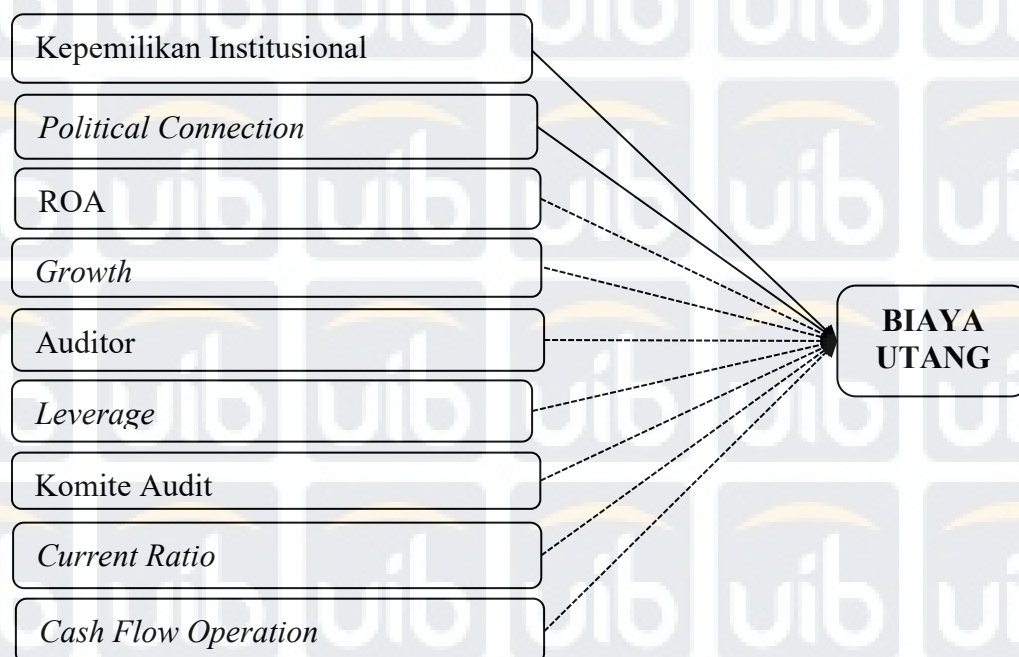 Kepemilikan Institusional
Political Connection
ROA
Growth
Auditor
Leverage
Komite Audit
Current Ratio
Cash Flow Operation
BIAYA
UTANG